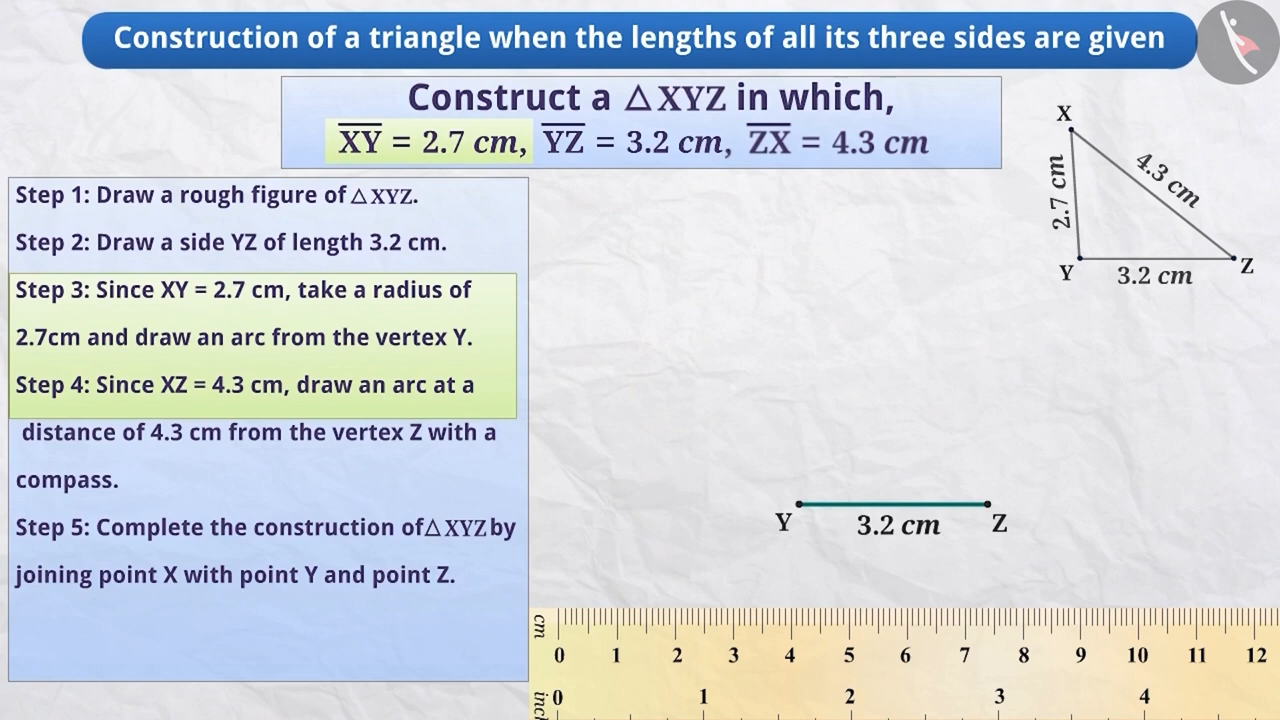 Construction of a triangle when the lengths of all its three sides are given
Construct a △XYZ in which,
X̅Y̅ = 2.7 cm, Y̅Z̅ = 3.2 cm, Z̅X̅ = 4.3 cm
Step 1: Draw a rough figure of △XYZ.
Step 2: Draw a side YZ of length 3.2 cm.
Step 3: Since XY = 2.7 cm, take a radius of
2.7cm and draw an arc from the vertex Y.
Step 4: Since XZ = 4.3 cm, draw an arc at a
distance of 4.3 cm from the vertex Z with a
compass.
Step 5: Complete the construction of△XYZ by
joining point X with point Y and point Z.
X
2.7 cm
4.3 cm
Y
Z
3.2 cm
Y
Z
3.2 cm
cm
0 1 2 3 4 5 6 7 8 9 10 11 12
inch
0 1 2 3 4